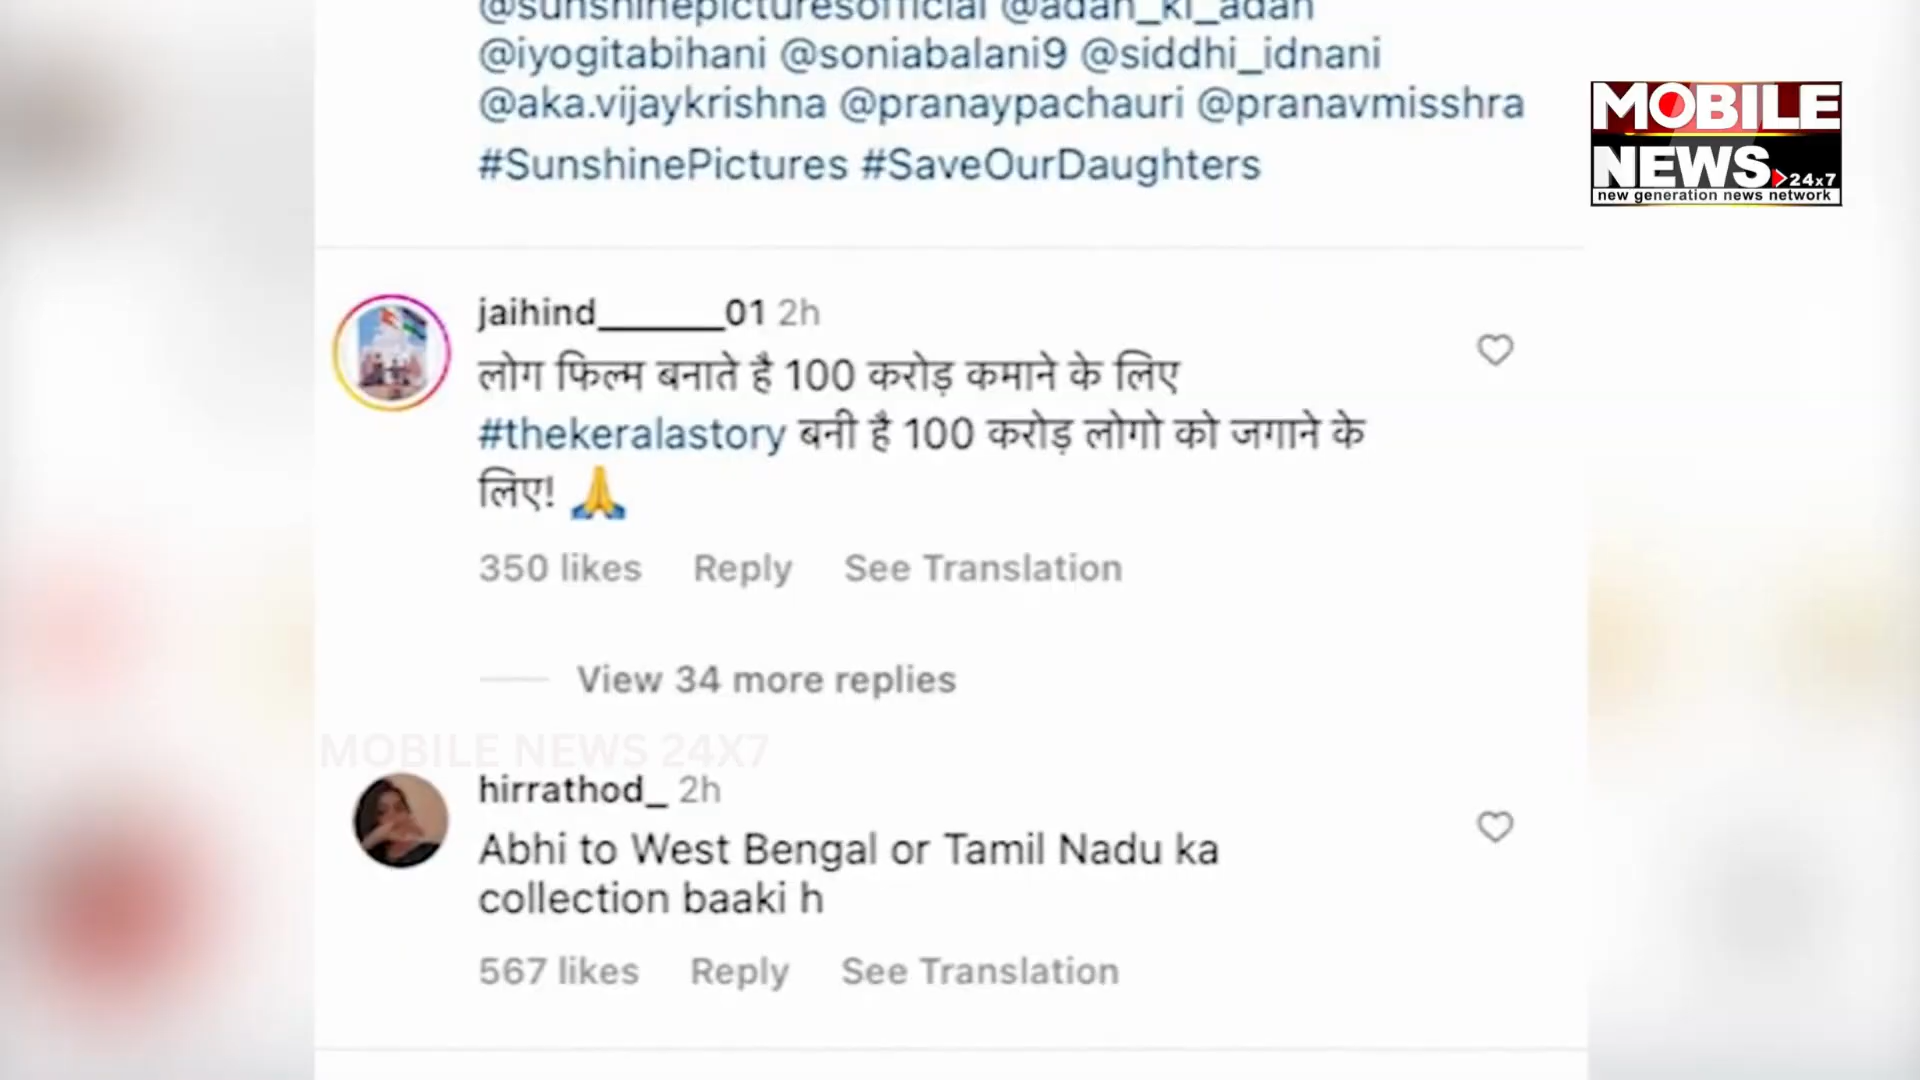 @sunshinepicturesofficial @adah_ki_adah
@iyogitabihani @soniabalani9 @siddhi_idnani
@aka.vijaykrishna @pranaypachauri @pranavmisshra
#SunshinePictures #SaveOurDaughters
MOBILE
NEWS 24x7
new generation news network
jaihind_______01 2h
लोग फिल्म बनाते है 100 करोड़ कमाने के लिए
#thekeralastory बनी है 100 करोड़ लोगो को जगाने के
लिए! 🙏
350 likes Reply See Translation
View 34 more replies
MOBILE NEWS 24X7
hirrathod_ 2h
Abhi to West Bengal or Tamil Nadu ka
collection baaki h
567 likes Reply See Translation